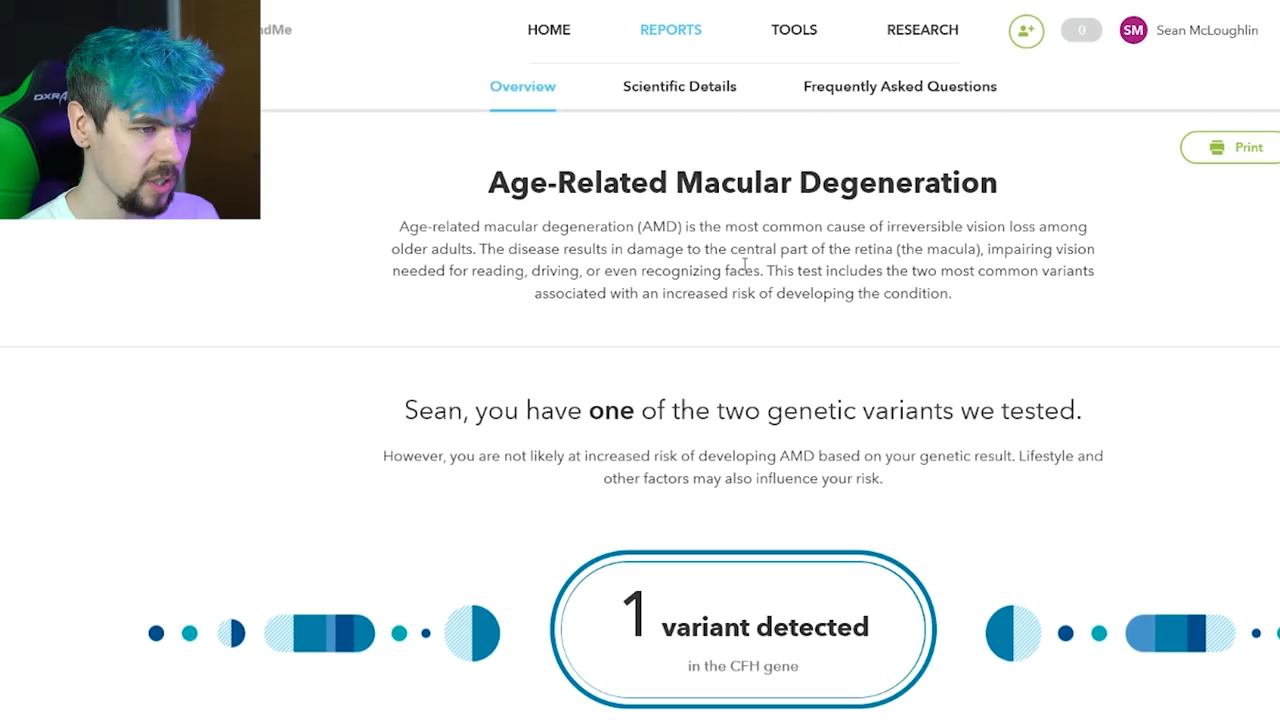 ndMe HOME REPORTS TOOLS RESEARCH 0 SM Sean McLoughlin
DXRA
Overview Scientific Details Frequently Asked Questions
Print
Age-Related Macular Degeneration
Age-related macular degeneration (AMD) is the most common cause of irreversible vision loss among
older adults. The disease results in damage to the central part of the retina (the macula), impairing vision
needed for reading, driving, or even recognizing faces. This test includes the two most common variants
associated with an increased risk of developing the condition.
Sean, you have one of the two genetic variants we tested.
However, you are not likely at increased risk of developing AMD based on your genetic result. Lifestyle and
other factors may also influence your risk.
1 variant detected
in the CFH gene